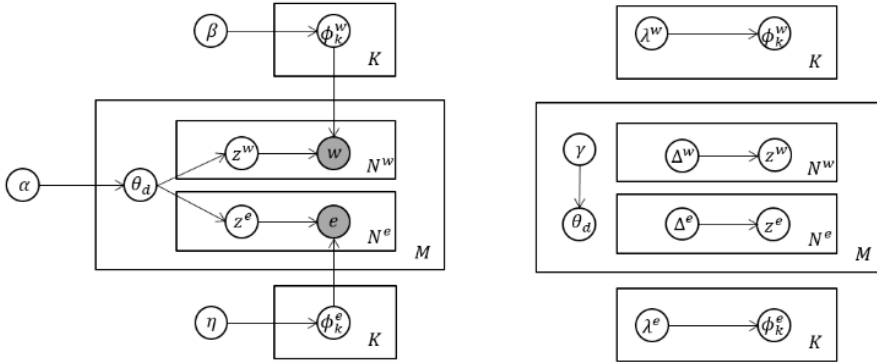 β ϕ_k^w K
λ^w ϕ_k^w K
α θ_d z^w w N^w
z^e e N^e M
γ θ_d Δ^w z^w N^w
Δ^e z^e N^e M
η ϕ_k^e K
λ^e ϕ_k^e K